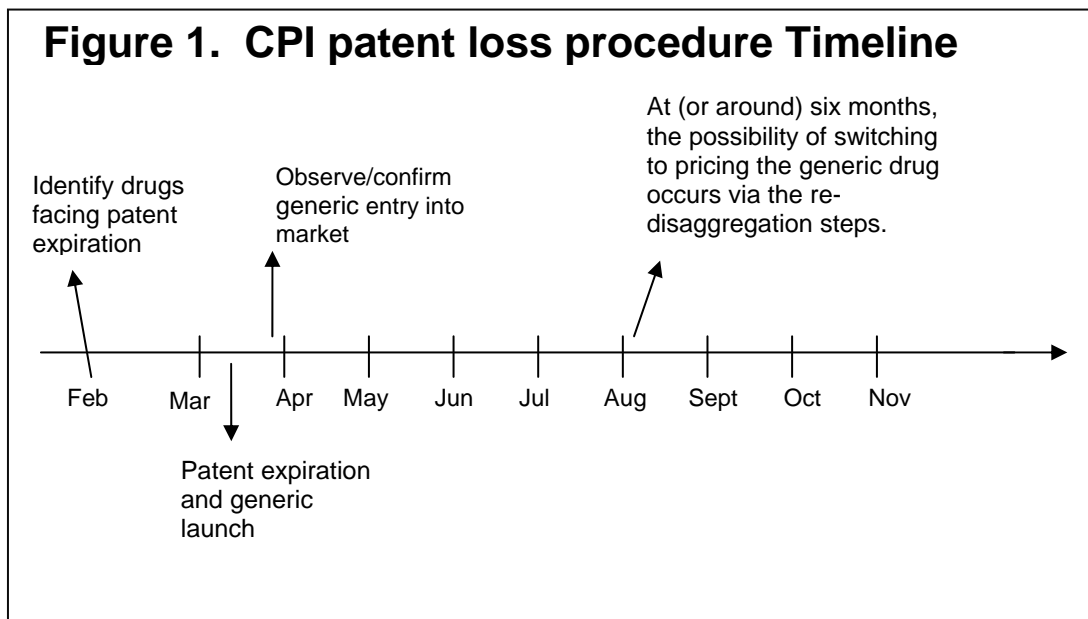 Figure 1. CPI patent loss procedure Timeline
At (or around) six months,
the possibility of switching
to pricing the generic drug
occurs via the re-
disaggregation steps.
Identify drugs
facing patent
expiration
Observe/confirm
generic entry into
market
Feb Mar Apr May Jun Jul Aug Sept Oct Nov
Patent expiration
and generic
launch